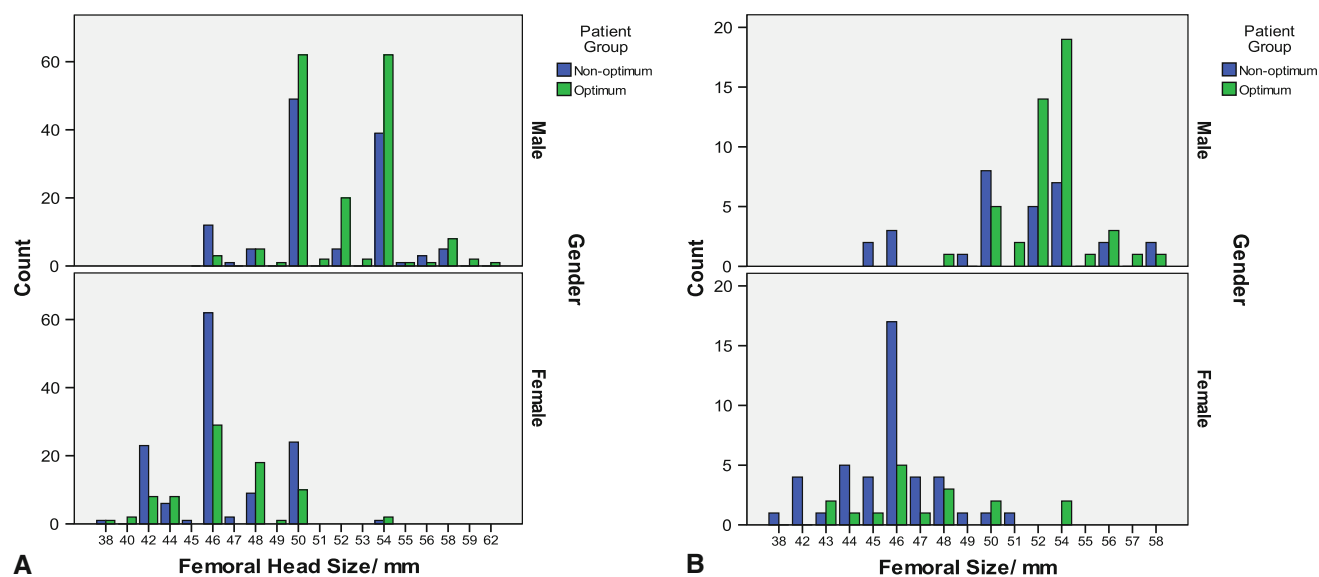 Patient
Group
Non-optimum
Optimum
60
40
20
0
Male
60
40
20
0
Female
Count
Gender
38 40 42 44 45 46 47 48 49 50 51 52 53 54 55 56 58 59 62
Femoral Head Size/ mm
A
Patient
Group
Non-optimum
Optimum
20
15
10
5
0
Male
20
15
10
5
0
Female
Count
Gender
38 42 43 44 45 46 47 48 49 50 51 52 54 55 56 57 58
Femoral Size/ mm
B